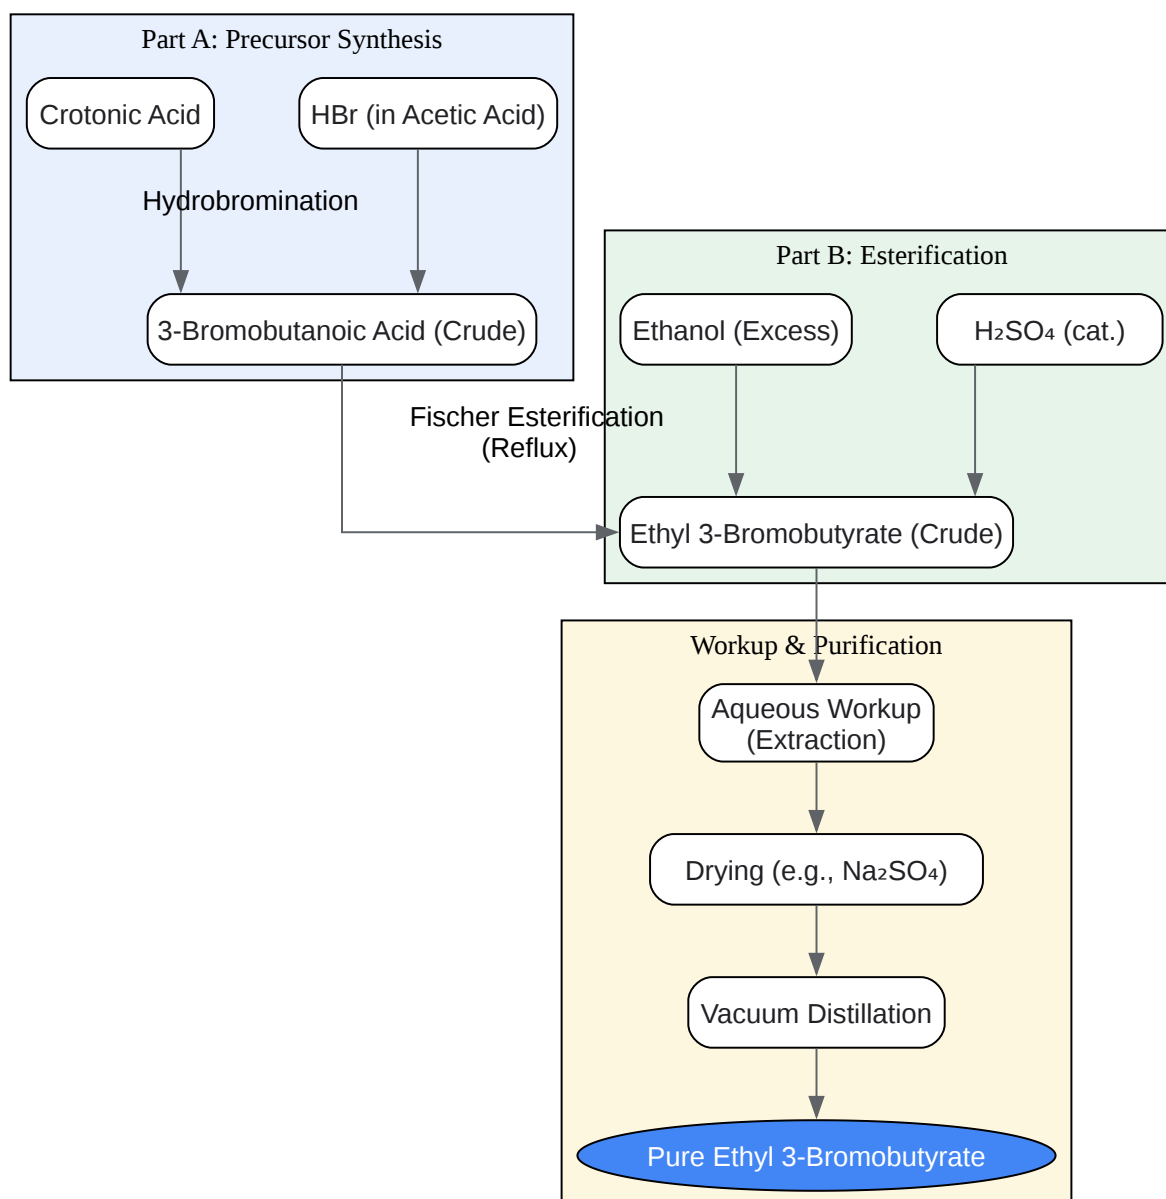 Part A: Precursor Synthesis
Crotonic Acid
HBr (in Acetic Acid)
Hydrobromination
3-Bromobutanoic Acid (Crude)
Part B: Esterification
Ethanol (Excess)
H₂SO₄ (cat.)
Fischer Esterification
(Reflux)
Ethyl 3-Bromobutyrate (Crude)
Workup & Purification
Aqueous Workup
(Extraction)
Drying (e.g., Na₂SO₄)
Vacuum Distillation
Pure Ethyl 3-Bromobutyrate